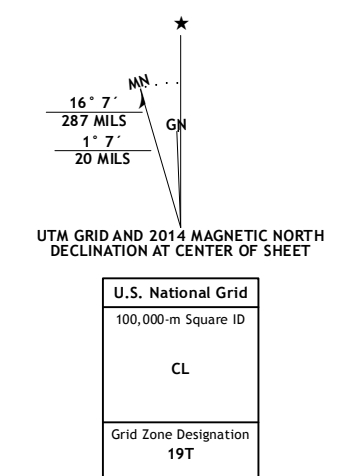 ★
MN
16° 7´
287 MILS
GN
1° 7´
20 MILS
UTM GRID AND 2014 MAGNETIC NORTH
DECLINATION AT CENTER OF SHEET
U.S. National Grid
100,000-m Square ID
CL
Grid Zone Designation
19T